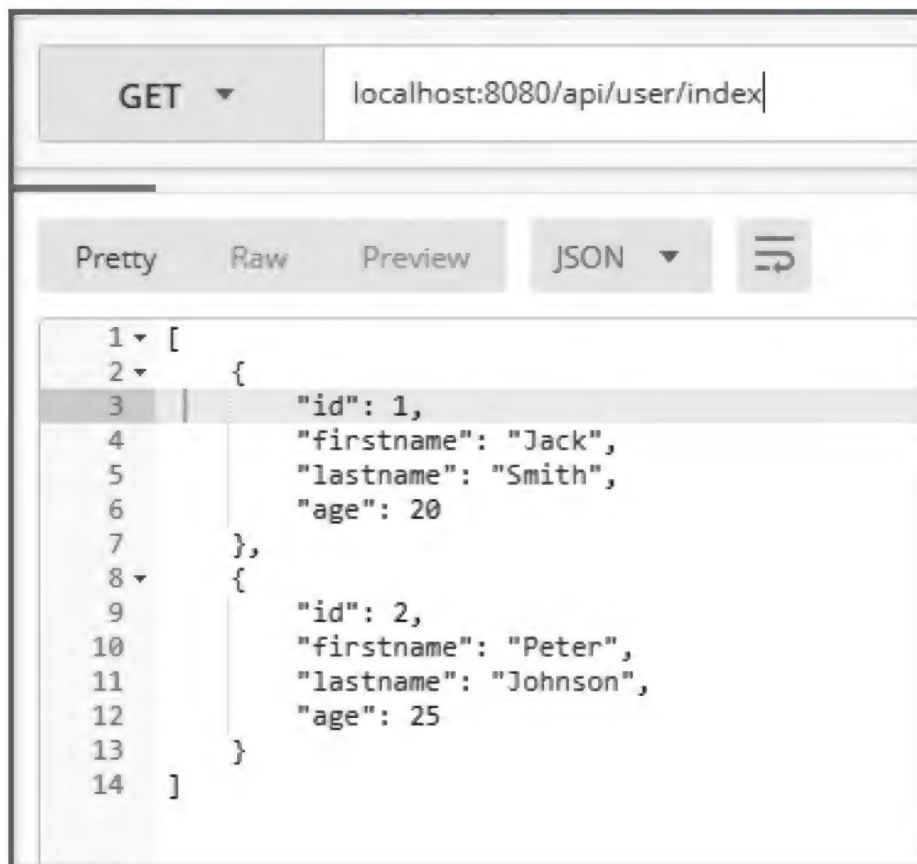 GET localhost:8080/api/user/index
Pretty Raw Preview JSON
1 [
2 {
3 "id": 1,
4 "firstname": "Jack",
5 "lastname": "Smith",
6 "age": 20
7 },
8 {
9 "id": 2,
10 "firstname": "Peter",
11 "lastname": "Johnson",
12 "age": 25
13 }
14 ]